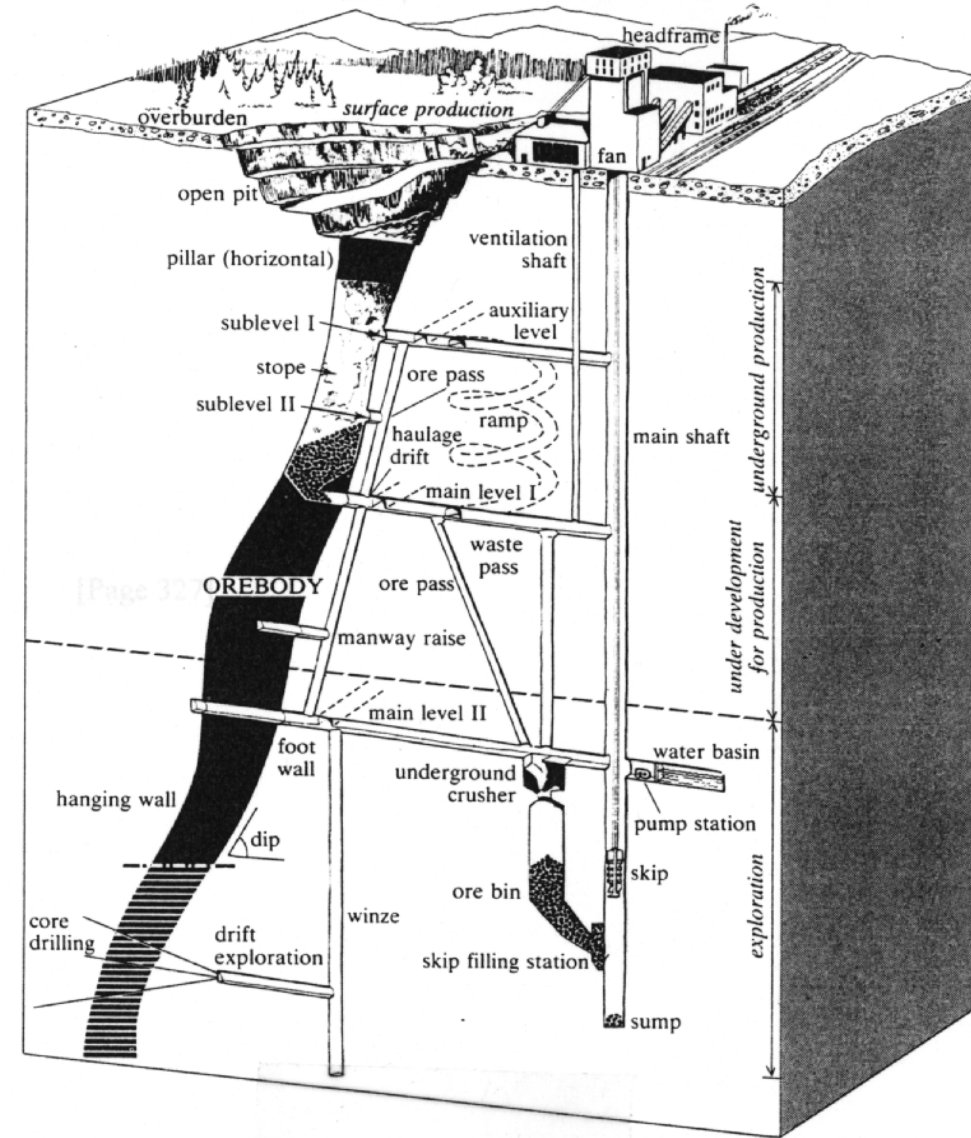 headframe
surface production
overburden
fan
open pit
ventilation
shaft
pillar (horizontal)
auxiliary
level
sublevel I
ore pass
stope
sublevel II
ramp
haulage
drift
main shaft
underground production
main level I
waste
pass
[Page 327]
OREBODY
ore pass
manway raise
under development
for production
main level II
foot
wall
underground
crusher
water basin
hanging wall
pump station
dip
skip
ore bin
winze
core
drilling
drift
exploration
skip filling station
exploration
sump